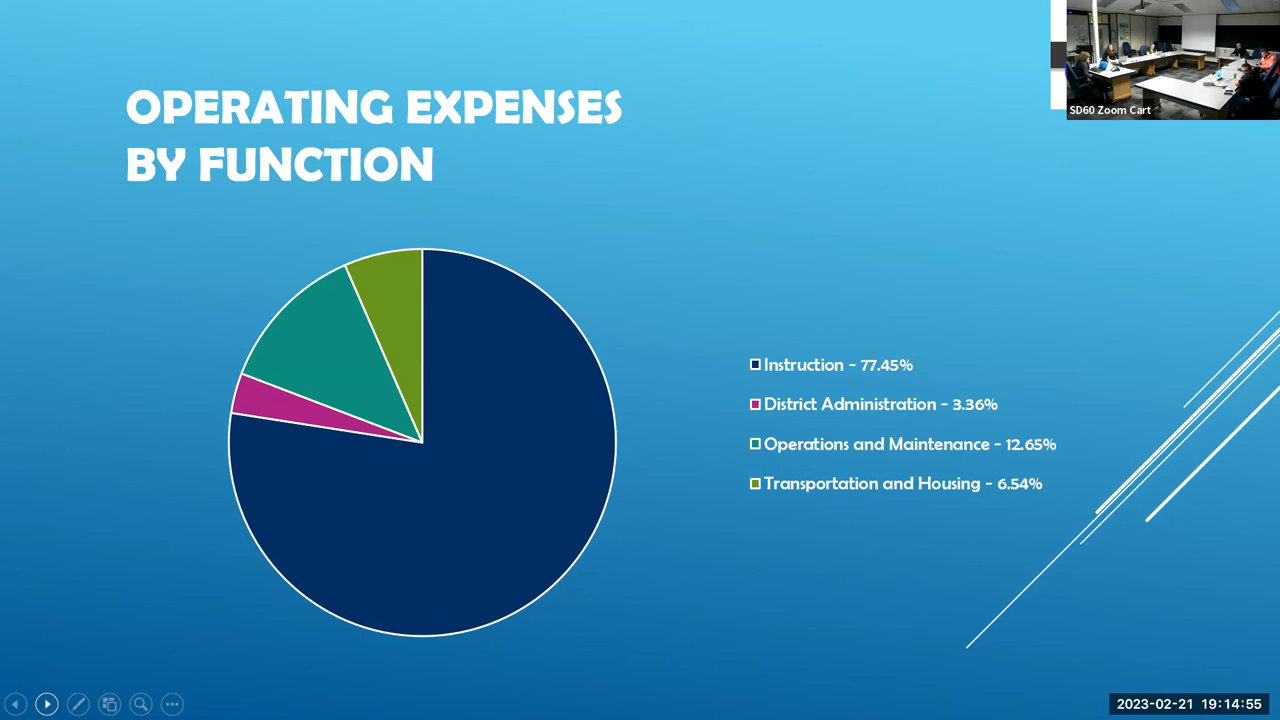 OPERATING EXPENSES
BY FUNCTION
SD60 Zoom Cart
Instruction - 77.45%
District Administration - 3.36%
Operations and Maintenance - 12.65%
Transportation and Housing - 6.54%
2023-02-21 19:14:55